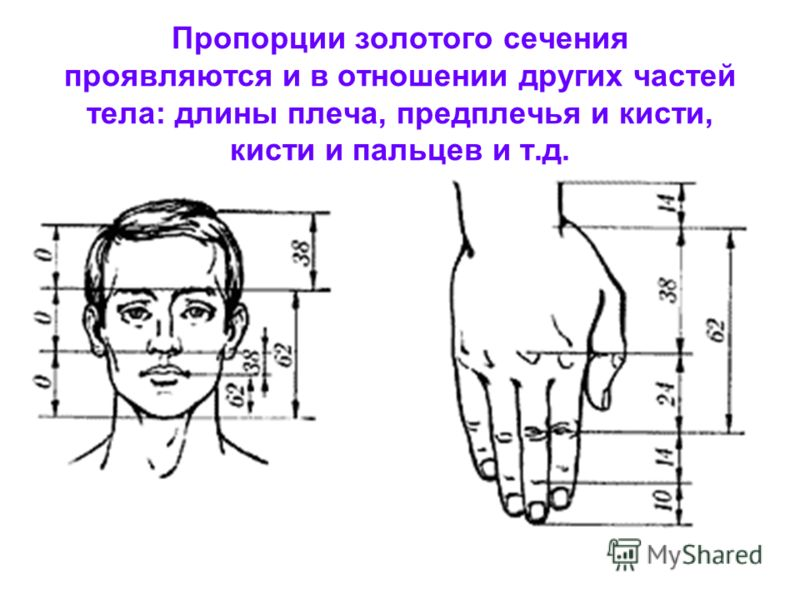 Пропорции золотого сечения
проявляются и в отношении других частей
тела: длины плеча, предплечья и кисти,
кисти и пальцев и т.д.
0
0
0
38
62
38
62
14
38
24
14
10
62
MyShared